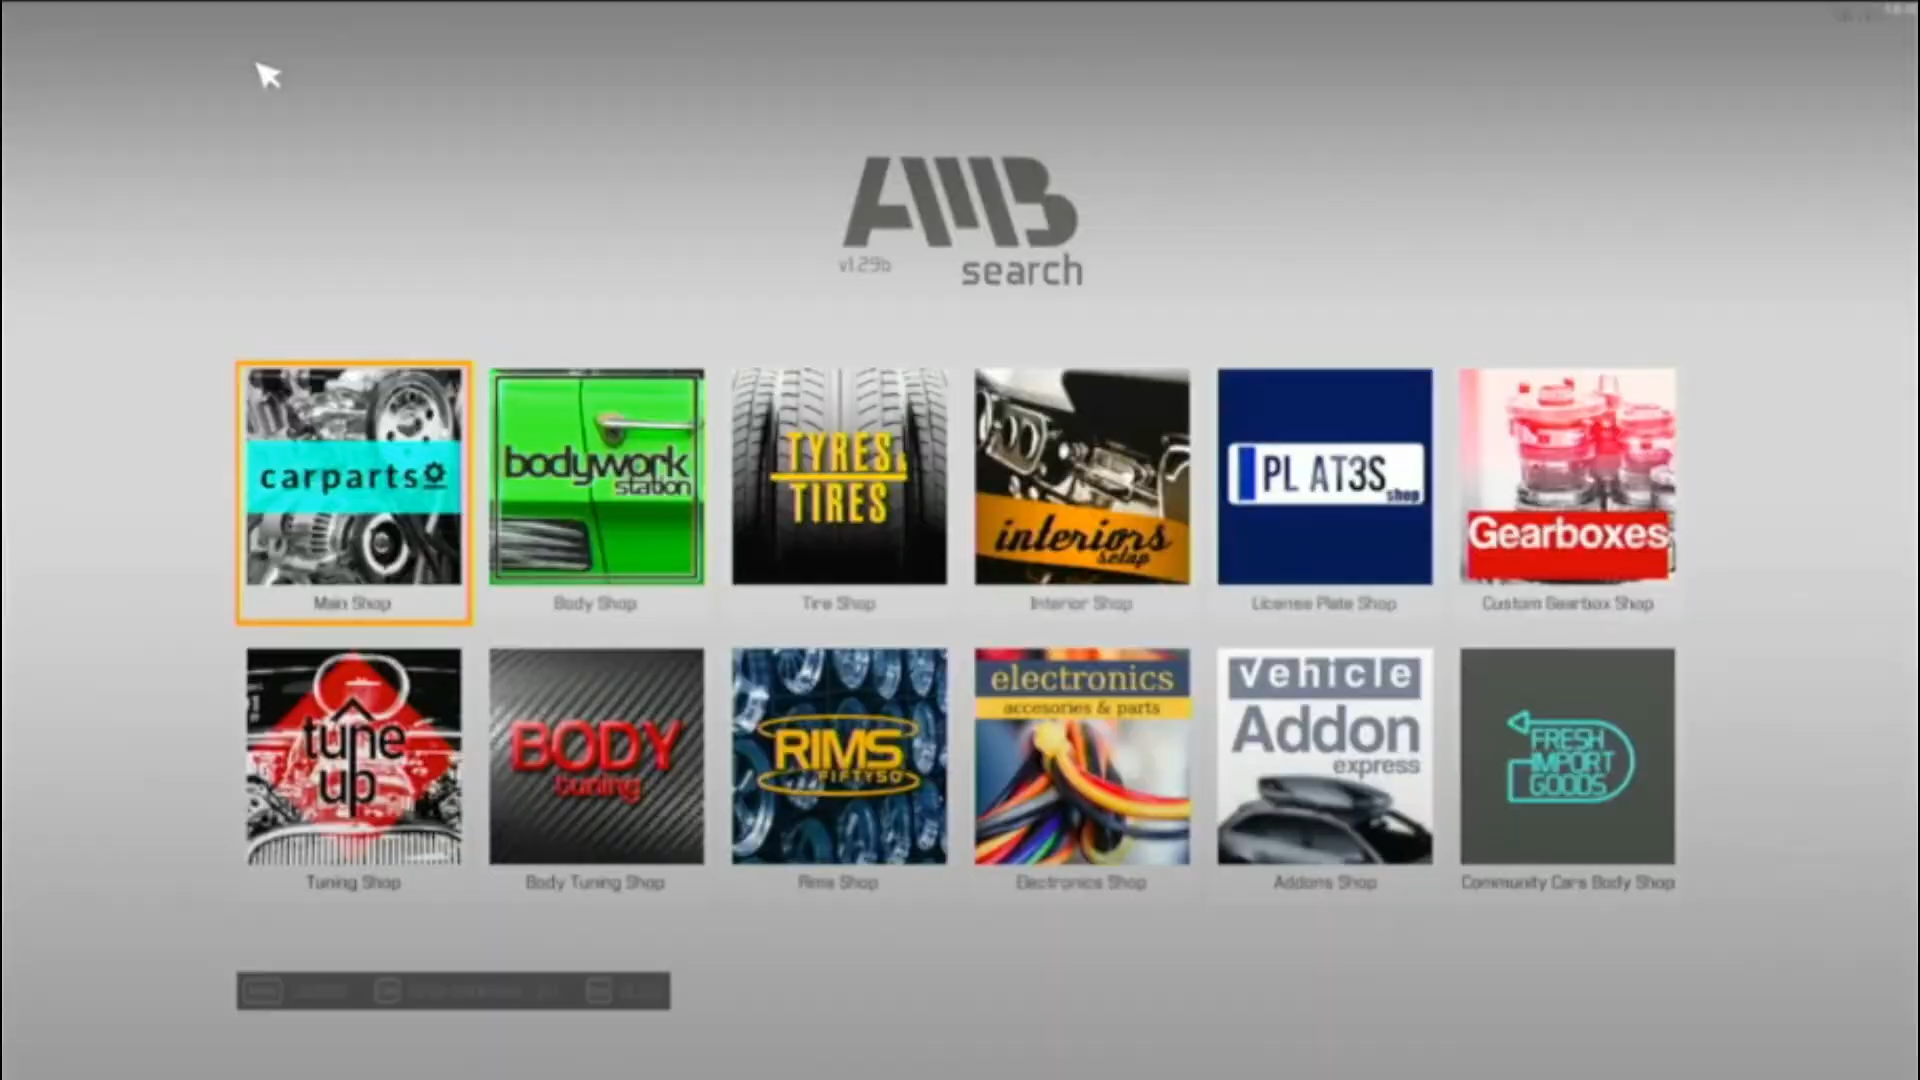 AMB
v1.29b
search
carparts
bodywork
station
TYRES &
TIRES
interiors
setup
PL AT3S
shop
Gearboxes
Main Shop
Body Shop
Tire Shop
Interior Shop
License Plate Shop
Custom Gearbox Shop
tune
up
BODY
tuning
RIMS
FIFTY50
electronics
accesories & parts
vehicle
Addon
express
FRESH
IMPORT
GOODS
Tuning Shop
Body Tuning Shop
Rims Shop
Electronics Shop
Addons Shop
Community Cars Body Shop